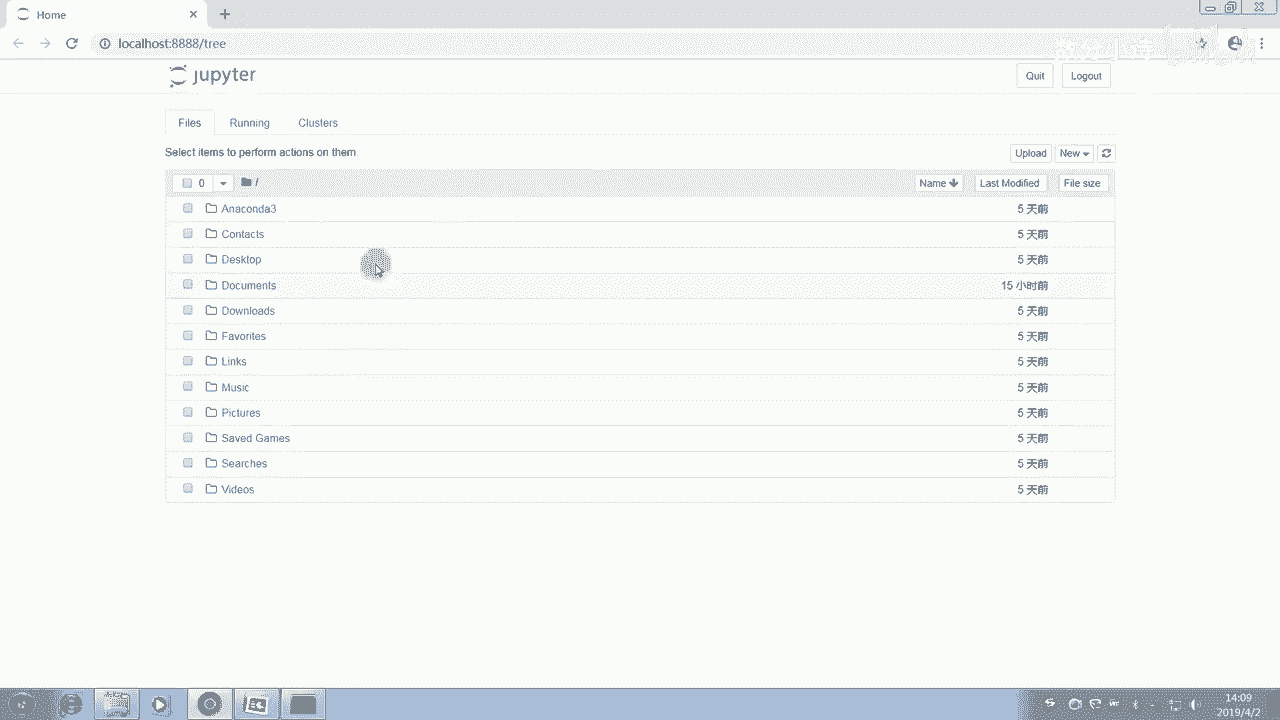 Home
localhost:8888/tree
jupyter
Quit
Logout
Files
Running
Clusters
Select items to perform actions on them.
Upload
New
0
/
Name
Last Modified
File size
Anaconda3
5 天前
Contacts
5 天前
Desktop
5 天前
Documents
15 小时前
Downloads
5 天前
Favorites
5 天前
Links
5 天前
Music
5 天前
Pictures
5 天前
Saved Games
5 天前
Searches
5 天前
Videos
5 天前
14:09
2019/4/2